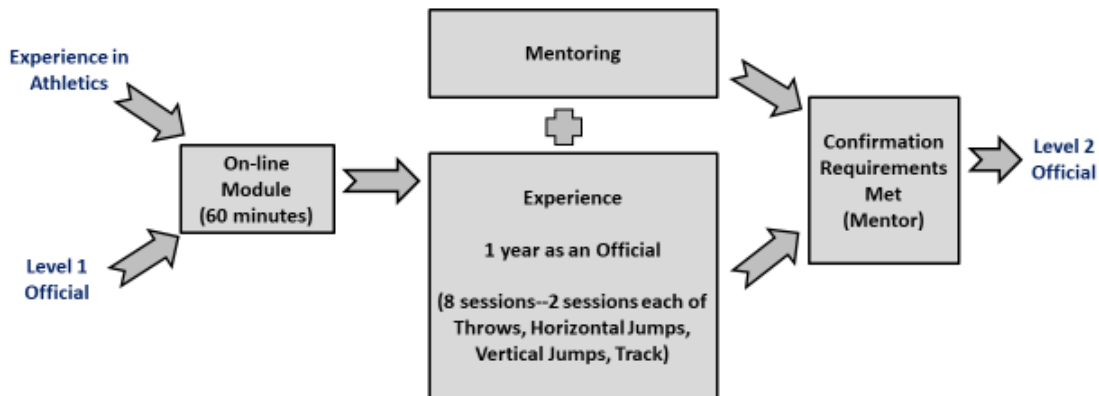 Experience in
Athletics
Level 1
Official
On-line
Module
(60 minutes)
Mentoring
Experience
1 year as an Official
(8 sessions--2 sessions each of
Throws, Horizontal Jumps,
Vertical Jumps, Track)
Confirmation
Requirements
Met
(Mentor)
Level 2
Official